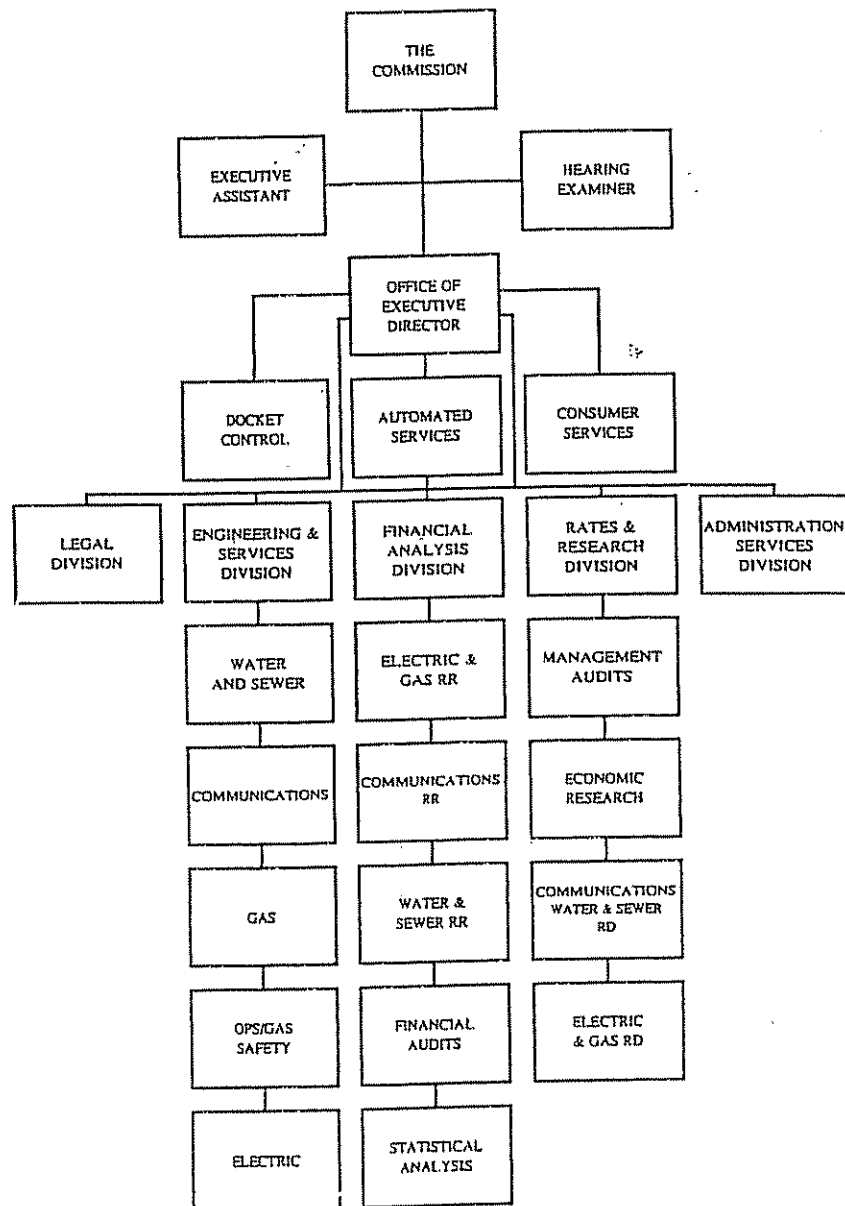 THE
COMMISSION
EXECUTIVE
ASSISTANT
HEARING
EXAMINER
OFFICE OF
EXECUTIVE
DIRECTOR
DOCKET
CONTROL
AUTOMATED
SERVICES
CONSUMER
SERVICES
LEGAL
DIVISION
ENGINEERING &
SERVICES
DIVISION
FINANCIAL
ANALYSIS
DIVISION
RATES &
RESEARCH
DIVISION
ADMINISTRATION
SERVICES
DIVISION
WATER
AND SEWER
ELECTRIC &
GAS RR
MANAGEMENT
AUDITS
COMMUNICATIONS
COMMUNICATIONS
RR
ECONOMIC
RESEARCH
GAS
WATER &
SEWER RR
COMMUNICATIONS
WATER & SEWER
RD
OPS/GAS
SAFETY
FINANCIAL
AUDITS
ELECTRIC
& GAS RD
ELECTRIC
STATISTICAL
ANALYSIS